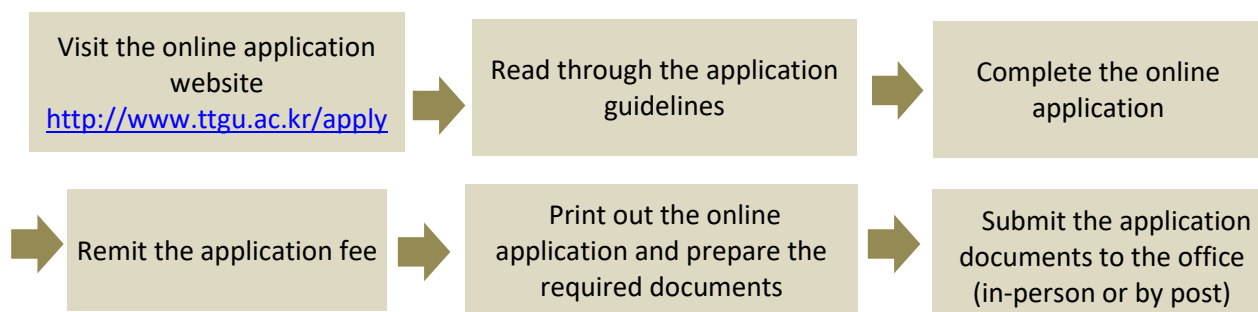 Visit the online application
website
http://www.ttgu.ac.kr/apply
Read through the application
guidelines
Complete the online
application
Remit the application fee
Print out the online
application and prepare the
required documents
Submit the application
documents to the office
(in-person or by post)